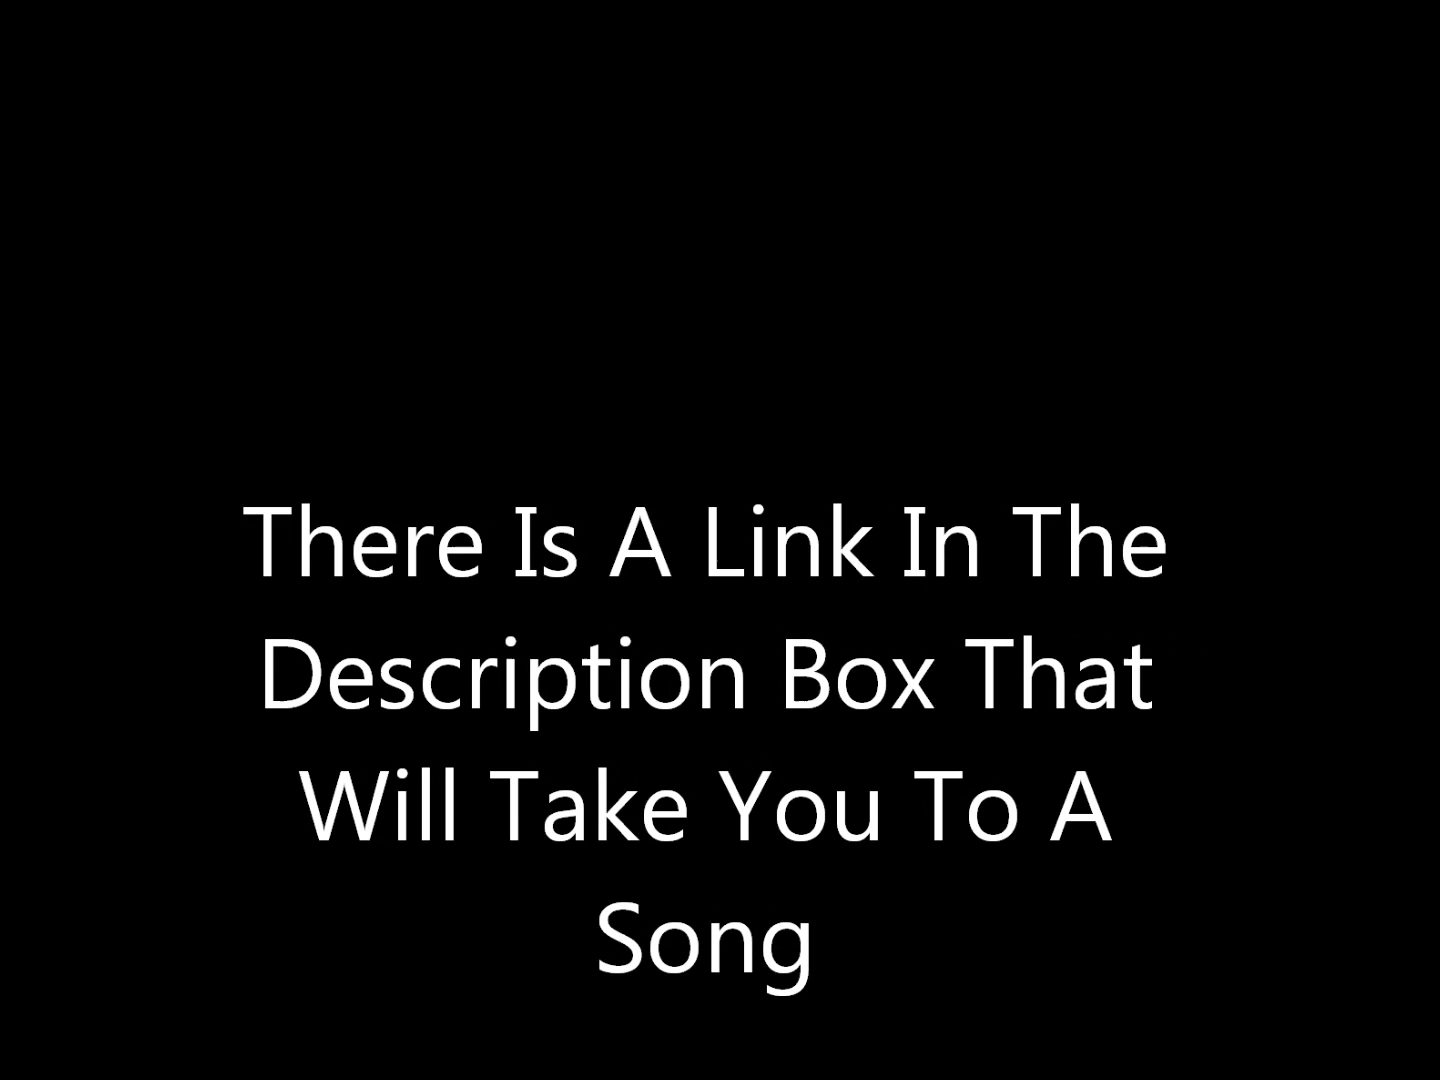 There Is A Link In The
Description Box That
Will Take You To A
Song